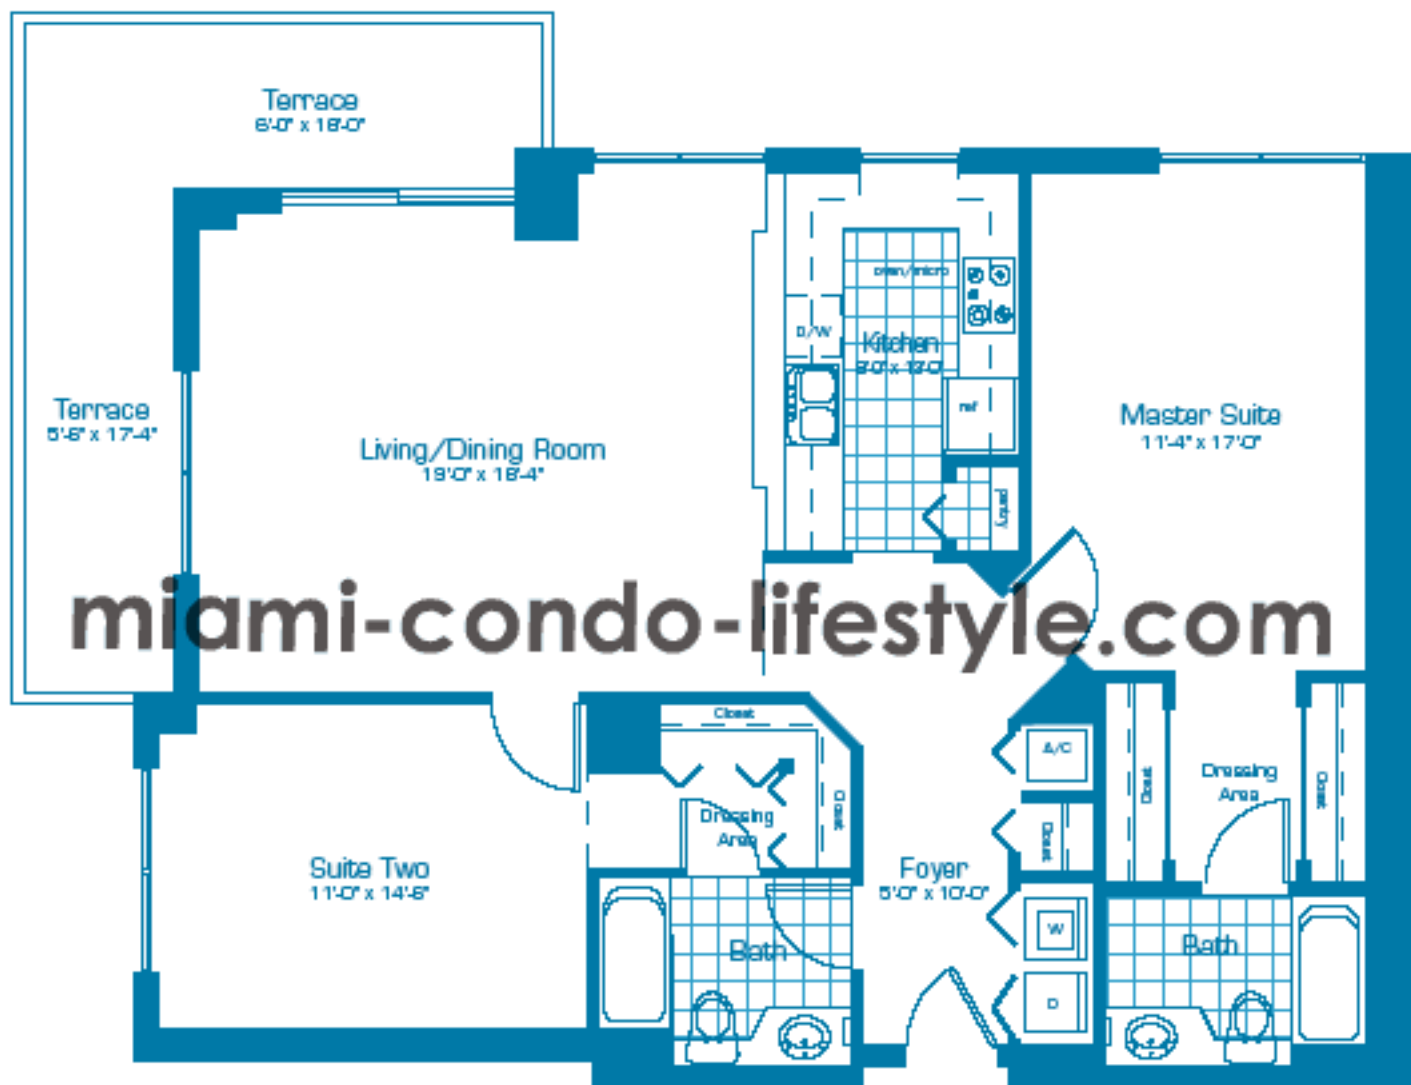 Terrace
6'-0" x 18'-0"
oven/micro
D/W
Kitchen
8'-0" x 13'-0"
ref
pantry
Terrace
5'-6" x 17'-4"
Living/Dining Room
19'-0" x 18'-4"
Master Suite
11'-4" x 17'-0"
miami-condo-lifestyle.com
Closet
Closet
Dressing
Area
A/C
Closet
Closet
Dressing
Area
Closet
Suite Two
11'-0" x 14'-6"
Foyer
5'-0" x 10'-0"
Bath
W
D
Bath